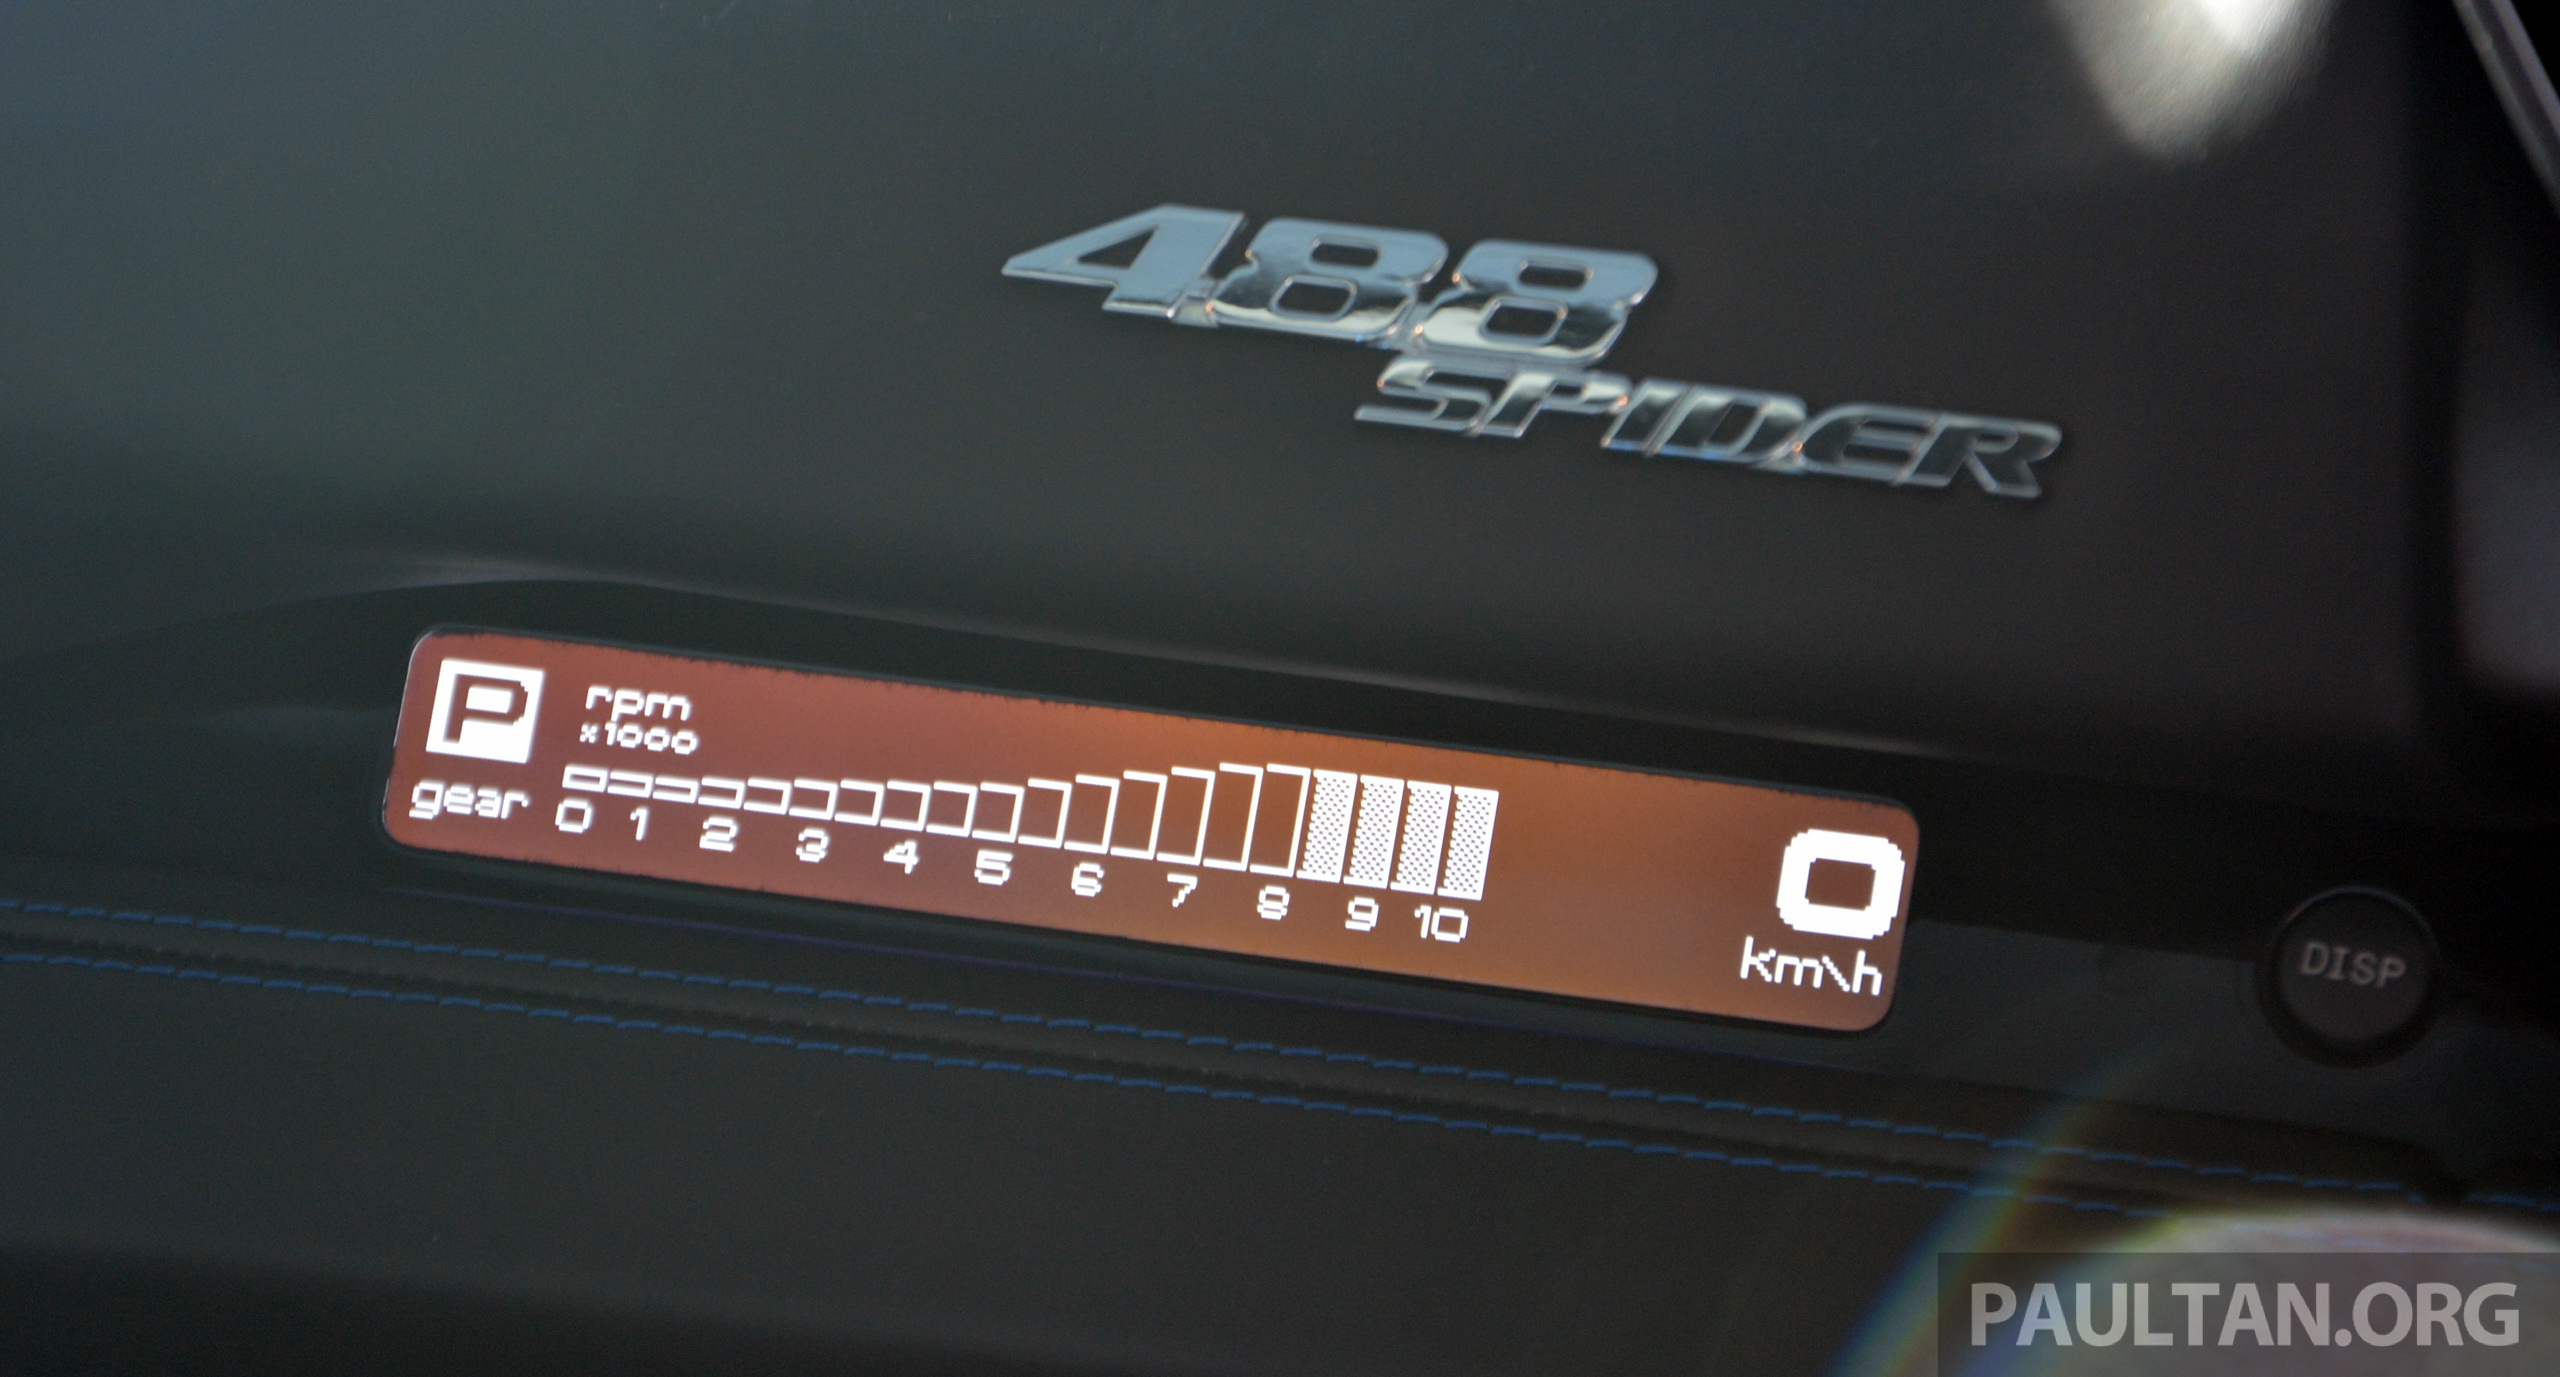 488
SPIDER
P
rpm
x1000
gear
0 1 2 3 4 5 6 7 8 9 10
0
km\h
DISP
PAULTAN.ORG